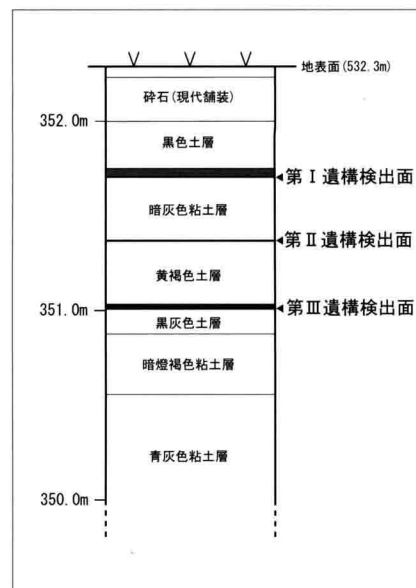 地表面(532.3m)
砕石(現代舗装)
352.0m
黒色土層
第Ⅰ遺構検出面
暗灰色粘土層
第Ⅱ遺構検出面
黄褐色土層
351.0m
第Ⅲ遺構検出面
黒灰色土層
暗燈褐色粘土層
青灰色粘土層
350.0m